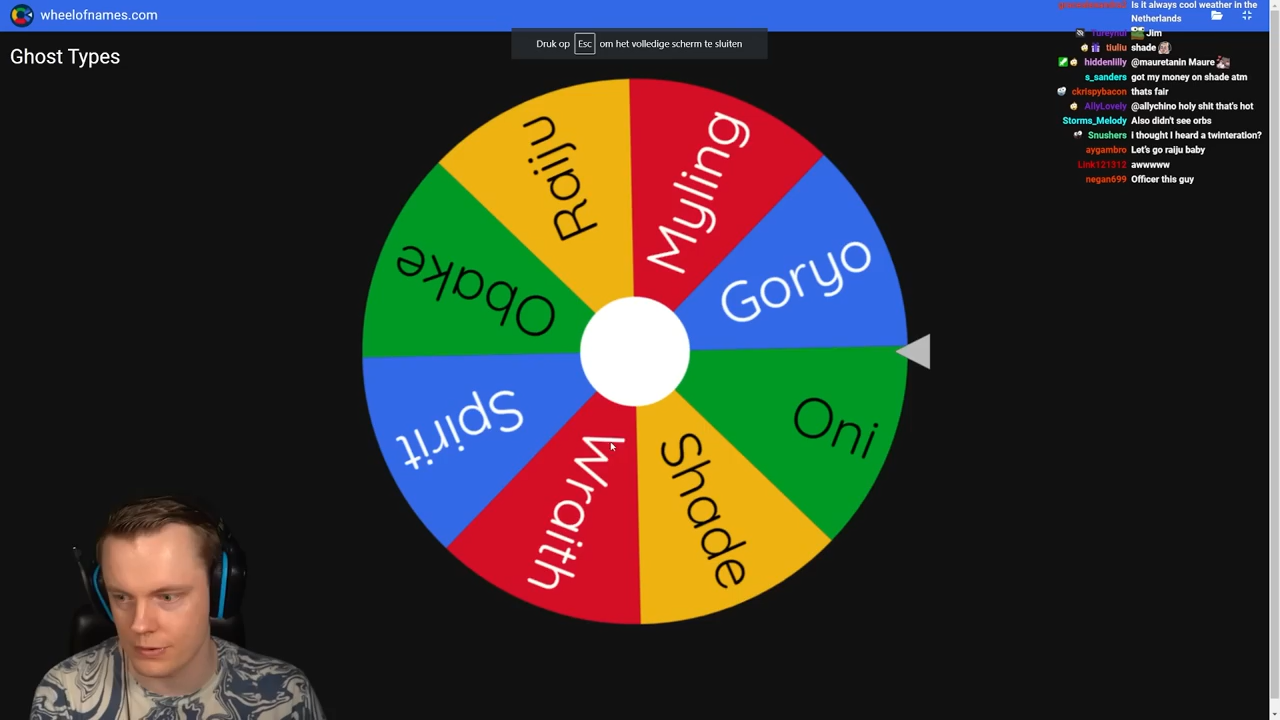 wheelofnames.com
Ghost Types
Druk op Esc om het volledige scherm te sluiten
Myling
Goryo
Oni
Shade
Wraith
Spirit
Obake
Raiju
Is it always cool weather in the
Netherlands
Jim
tiuliu shade
hiddenlilly @mauretanin Maure
s_sanders got my money on shade atm
ckrispybacon thats fair
AllyLovely @allychino holy shit that's hot
Storms_Melody Also didn't see orbs
Snushers i thought I heard a twinteration?
aygambro Let's go raiju baby
Link121312 awwwww
negan699 Officer this guy